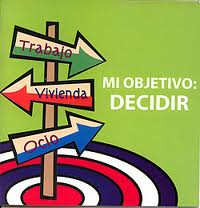 Trabajo
Vivienda
Ocio
MI OBJETIVO:
DECIDIR